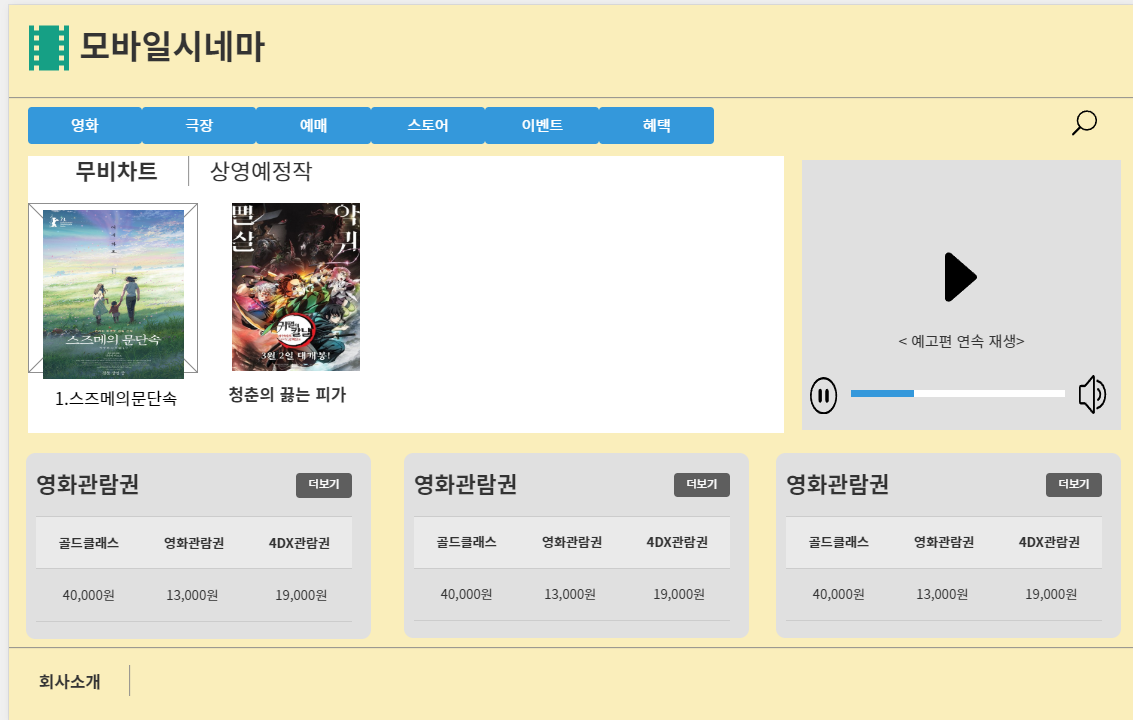 모바일시네마
영화 극장 예매 스토어 이벤트 혜택
무비차트 상영예정작
스즈메의 문단속
귀멸의 칼날
3월 2일 대개봉!
1.스즈메의문단속
청춘의 끓는 피가
< 예고편 연속 재생>
영화관람권 더보기
골드클래스 영화관람권 4DX관람권
40,000원 13,000원 19,000원
영화관람권 더보기
골드클래스 영화관람권 4DX관람권
40,000원 13,000원 19,000원
영화관람권 더보기
골드클래스 영화관람권 4DX관람권
40,000원 13,000원 19,000원
회사소개